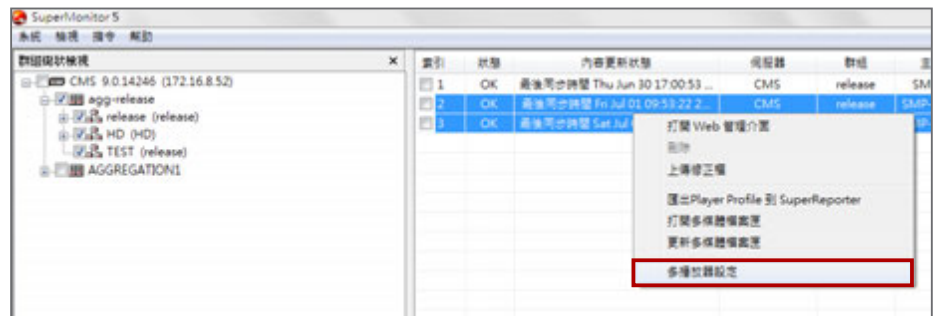 SuperMonitor 5
系統 檢視 指令 幫助
群組樹狀檢視
CMS 9.0.14246 (172.16.8.52)
agg-release
release (release)
HD (HD)
TEST (release)
AGGREGATION1
索引 狀態 內容更新狀態 伺服器 群組 主
1 OK 最後同步時間 Thu Jun 30 17:00:53 ... CMS release SM
2 OK 最後同步時間 Fri Jul 01 09:53:22 2... CMS release SMP-
3 OK 最後同步時間 Sat Jul
打開 Web 管理介面
刪除
上傳修正檔
匯出Player Profile 到 SuperReporter
打開多媒體檔案匣
更新多媒體檔案匣
多播放器設定